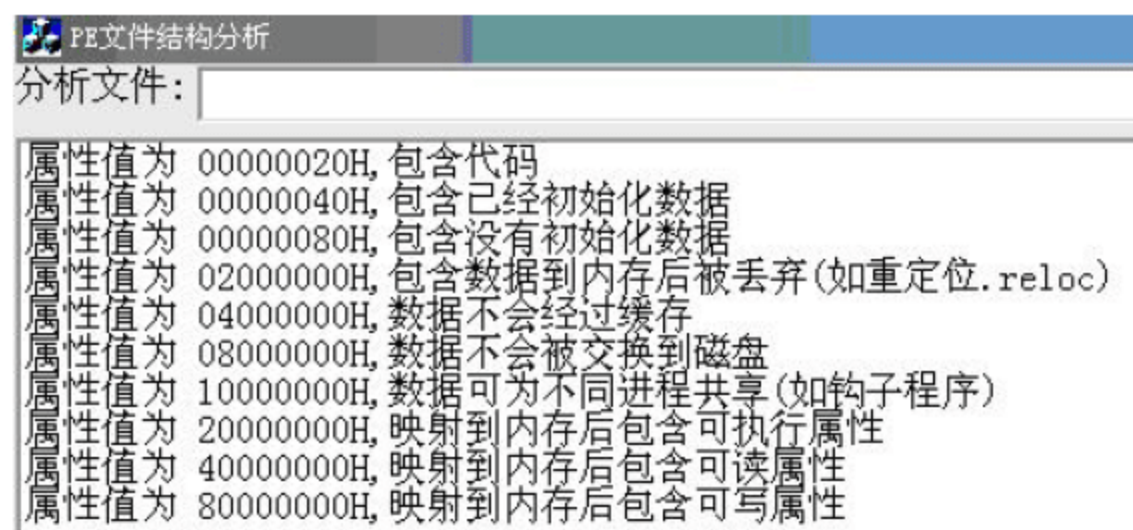 PE文件结构分析
分析文件:
属性值为 00000020H,包含代码
属性值为 00000040H,包含已经初始化数据
属性值为 00000080H,包含没有初始化数据
属性值为 02000000H,包含数据到内存后被丢弃(如重定位.reloc)
属性值为 04000000H,数据不会经过缓存
属性值为 08000000H,数据不会被交换到磁盘
属性值为 10000000H,数据可为不同进程共享(如钩子程序)
属性值为 20000000H,映射到内存后包含可执行属性
属性值为 40000000H,映射到内存后包含可读属性
属性值为 80000000H,映射到内存后包含可写属性